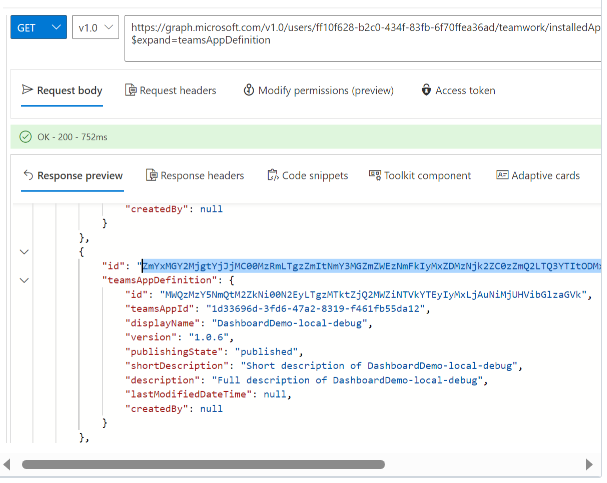 GET
v1.0
https://graph.microsoft.com/v1.0/users/ff10f628-b2c0-434f-83fb-6f70ffea36ad/teamwork/installedAp
$expand=teamsAppDefinition
Request body
Request headers
Modify permissions (preview)
Access token
OK - 200 - 752ms
Response preview
Response headers
Code snippets
Toolkit component
Adaptive cards
"createdBy": null
}
},
{
"id": "ZmYxMGY2MjgtYjJjMC00MzRmLTgzZmItNmY3MGZmZWEzNmFkIyMxZDMzNjk2ZC0zZmQ2LTQ3YTItODMx
"teamsAppDefinition": {
"id": "MWQzMzY5NmQtM2ZkNi00N2EyLTgzMTktZjQ2MWZiNTVkYTEyIyMxLjAuNiMjUHVibGlzaGVk",
"teamsAppId": "1d33696d-3fd6-47a2-8319-f461fb55da12",
"displayName": "DashboardDemo-local-debug",
"version": "1.0.6",
"publishingState": "published",
"shortDescription": "Short description of DashboardDemo-local-debug",
"description": "Full description of DashboardDemo-local-debug",
"lastModifiedDateTime": null,
"createdBy": null
}
},